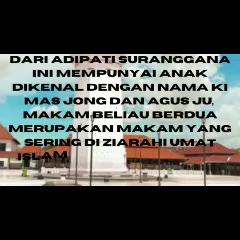 DARI ADIPATI SURANGGANA
INI MEMPUNYAI ANAK
DIKENAL DENGAN NAMA KI
MAS JONG DAN AGUS JU,
MAKAM BELIAU BERDUA
MERUPAKAN MAKAM YANG
SERING DI ZIARAHI UMAT
ISLAM